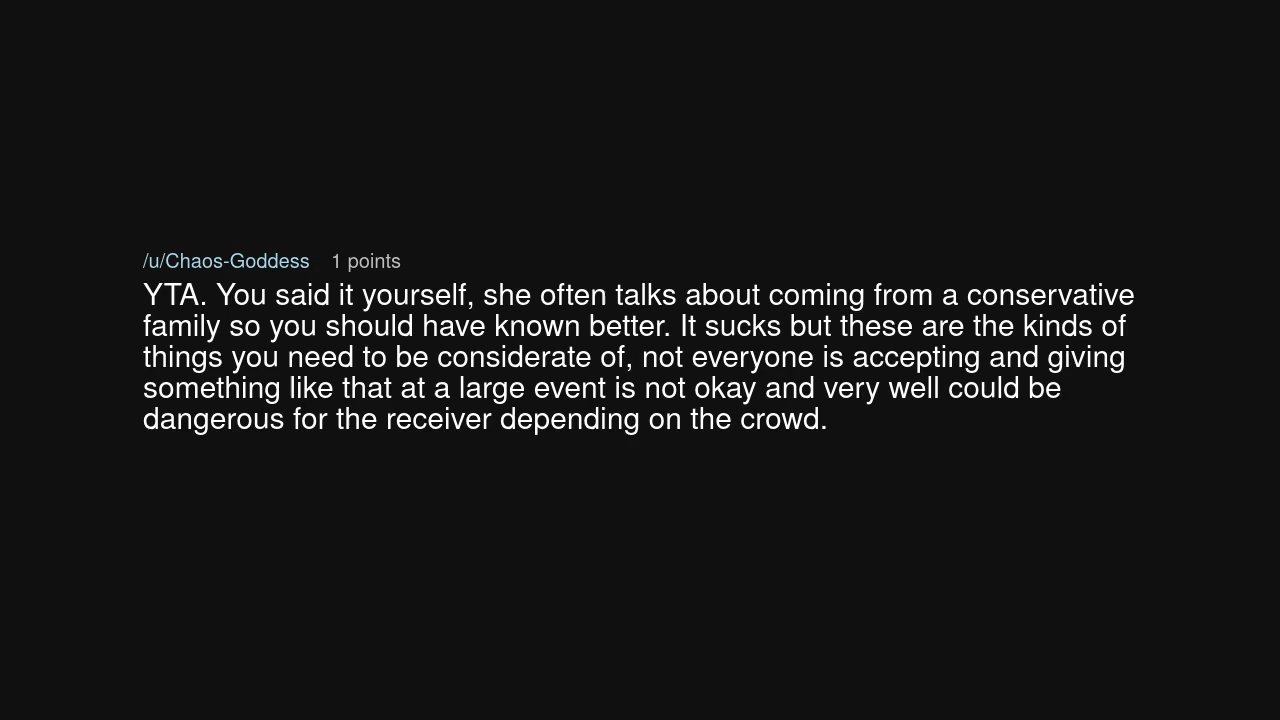 /u/Chaos-Goddess 1 points
YTA. You said it yourself, she often talks about coming from a conservative
family so you should have known better. It sucks but these are the kinds of
things you need to be considerate of, not everyone is accepting and giving
something like that at a large event is not okay and very well could be
dangerous for the receiver depending on the crowd.